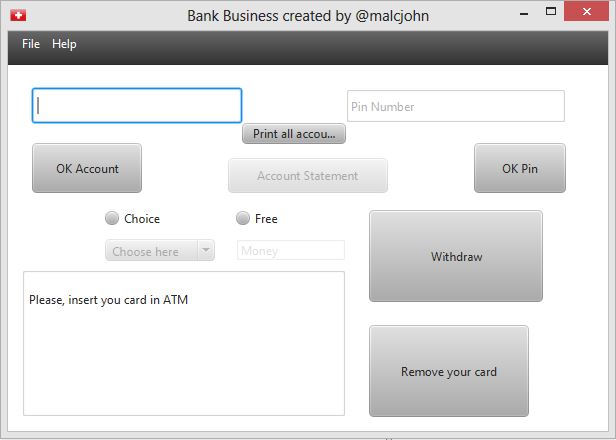 Bank Business created by @malcjohn
File Help
Pin Number
Print all accou...
OK Account
Account Statement
OK Pin
Choice
Free
Choose here
Money
Withdraw
Please, insert you card in ATM
Remove your card